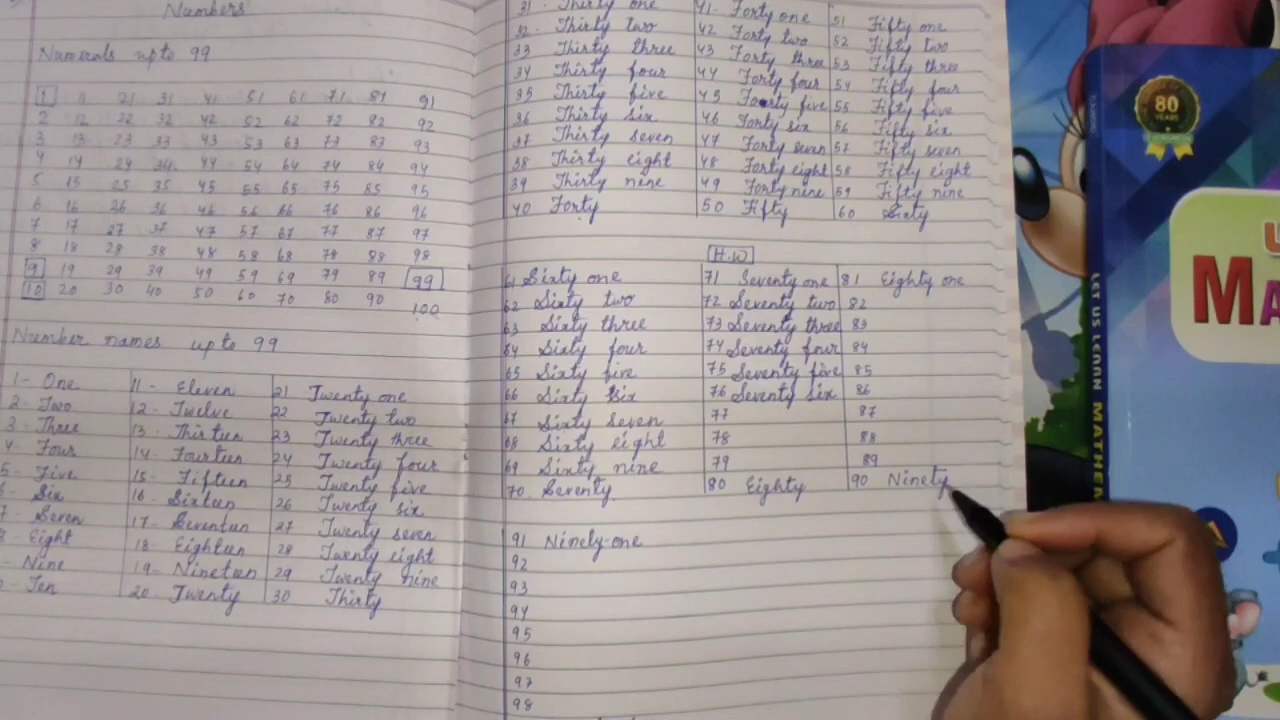 Numbers
Numerals upto 99
1 11 21 31 41 51 61 71 81 91
2 12 22 32 42 52 62 72 82 92
3 13 23 33 43 53 63 73 83 93
4 14 24 34 44 54 64 74 84 94
5 15 25 35 45 55 65 75 85 95
6 16 26 36 46 56 66 76 86 96
7 17 27 37 47 57 67 77 87 97
8 18 28 38 48 58 68 78 88 98
9 19 29 39 49 59 69 79 89 99
10 20 30 40 50 60 70 80 90 100
Number names upto 99
1- One 11- Eleven 21 Twenty one
2- Two 12- Twelve 22 Twenty two
3- Three 13- Thirteen 23 Twenty three
4- Four 14- Fourteen 24 Twenty four
5- Five 15- Fifteen 25 Twenty five
- Six 16- Sixteen 26 Twenty six
- Seven 17- Seventeen 27 Twenty seven
- Eight 18- Eighteen 28 Twenty eight
- Nine 19- Nineteen 29 Twenty nine
- Ten 20- Twenty 30 Thirty
31- Thirty one 41- Forty one 51 Fifty one
32- Thirty two 42 Forty two 52 Fifty two
33 Thirty three 43 Forty three 53 Fifty three
34 Thirty four 44 Forty four 54 Fifty four
35 Thirty five 45 Forty five 55 Fifty five
36 Thirty six 46 Forty six 56 Fifty six
37 Thirty seven 47 Forty seven 57 Fifty seven
38 Thirty eight 48 Forty eight 58 Fifty eight
39 Thirty nine 49 Forty nine 59 Fifty nine
40 Forty 50 Fifty 60 Sixty
H.W
61 Sixty one 71 Seventy one 81 Eighty one
62 Sixty two 72 Seventy two 82
63 Sixty three 73 Seventy three 83
64 Sixty four 74 Seventy four 84
65 Sixty five 75 Seventy five 85
66 Sixty six 76 Seventy six 86
67 Sixty seven 77 87
68 Sixty eight 78 88
69 Sixty nine 79 89
70 Seventy 80 Eighty 90 Ninety
91 Ninety-one
92
93
94
95
96
97
98
80
YEARS
MA
LET US LEARN MATHEM
A